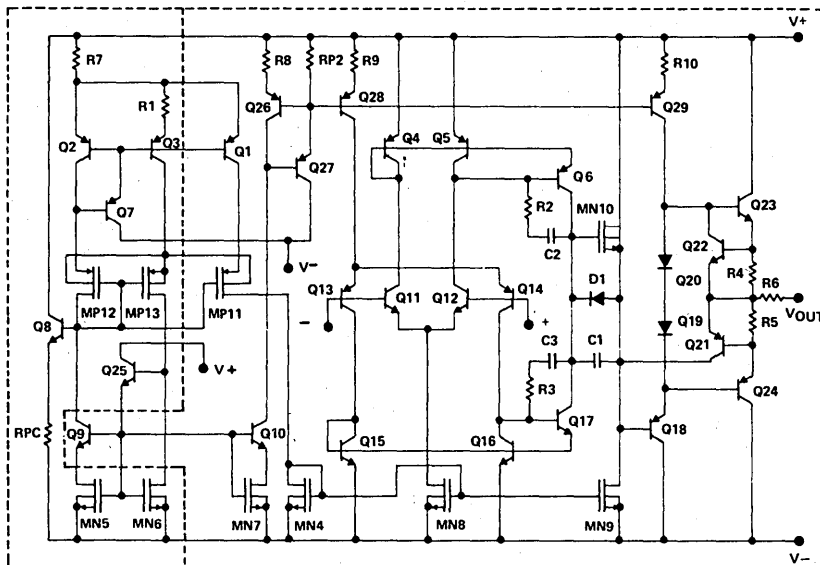 V+
R7
R8
RP2
R9
R10
R1
Q26
Q28
Q29
Q2
Q3
Q1
Q4
Q5
Q27
Q6
Q7
R2
MN10
Q23
C2
Q22
V-
R4
R6
Q20
MP12
MP13
MP11
Q13
Q11
Q12
Q14
D1
VOUT
Q8
-
+
Q19
R5
Q25
V+
C3
C1
Q21
R3
Q24
RPC
Q9
Q10
Q15
Q16
Q17
Q18
MN5
MN6
MN7
MN4
MN8
MN9
V-